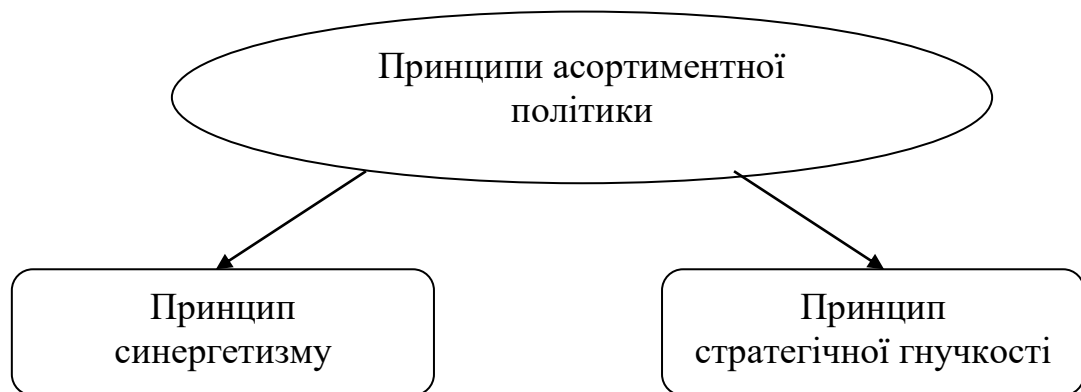 Принципи асортиментної
політики
Принцип
синергетизму
Принцип
стратегічної гнучкості